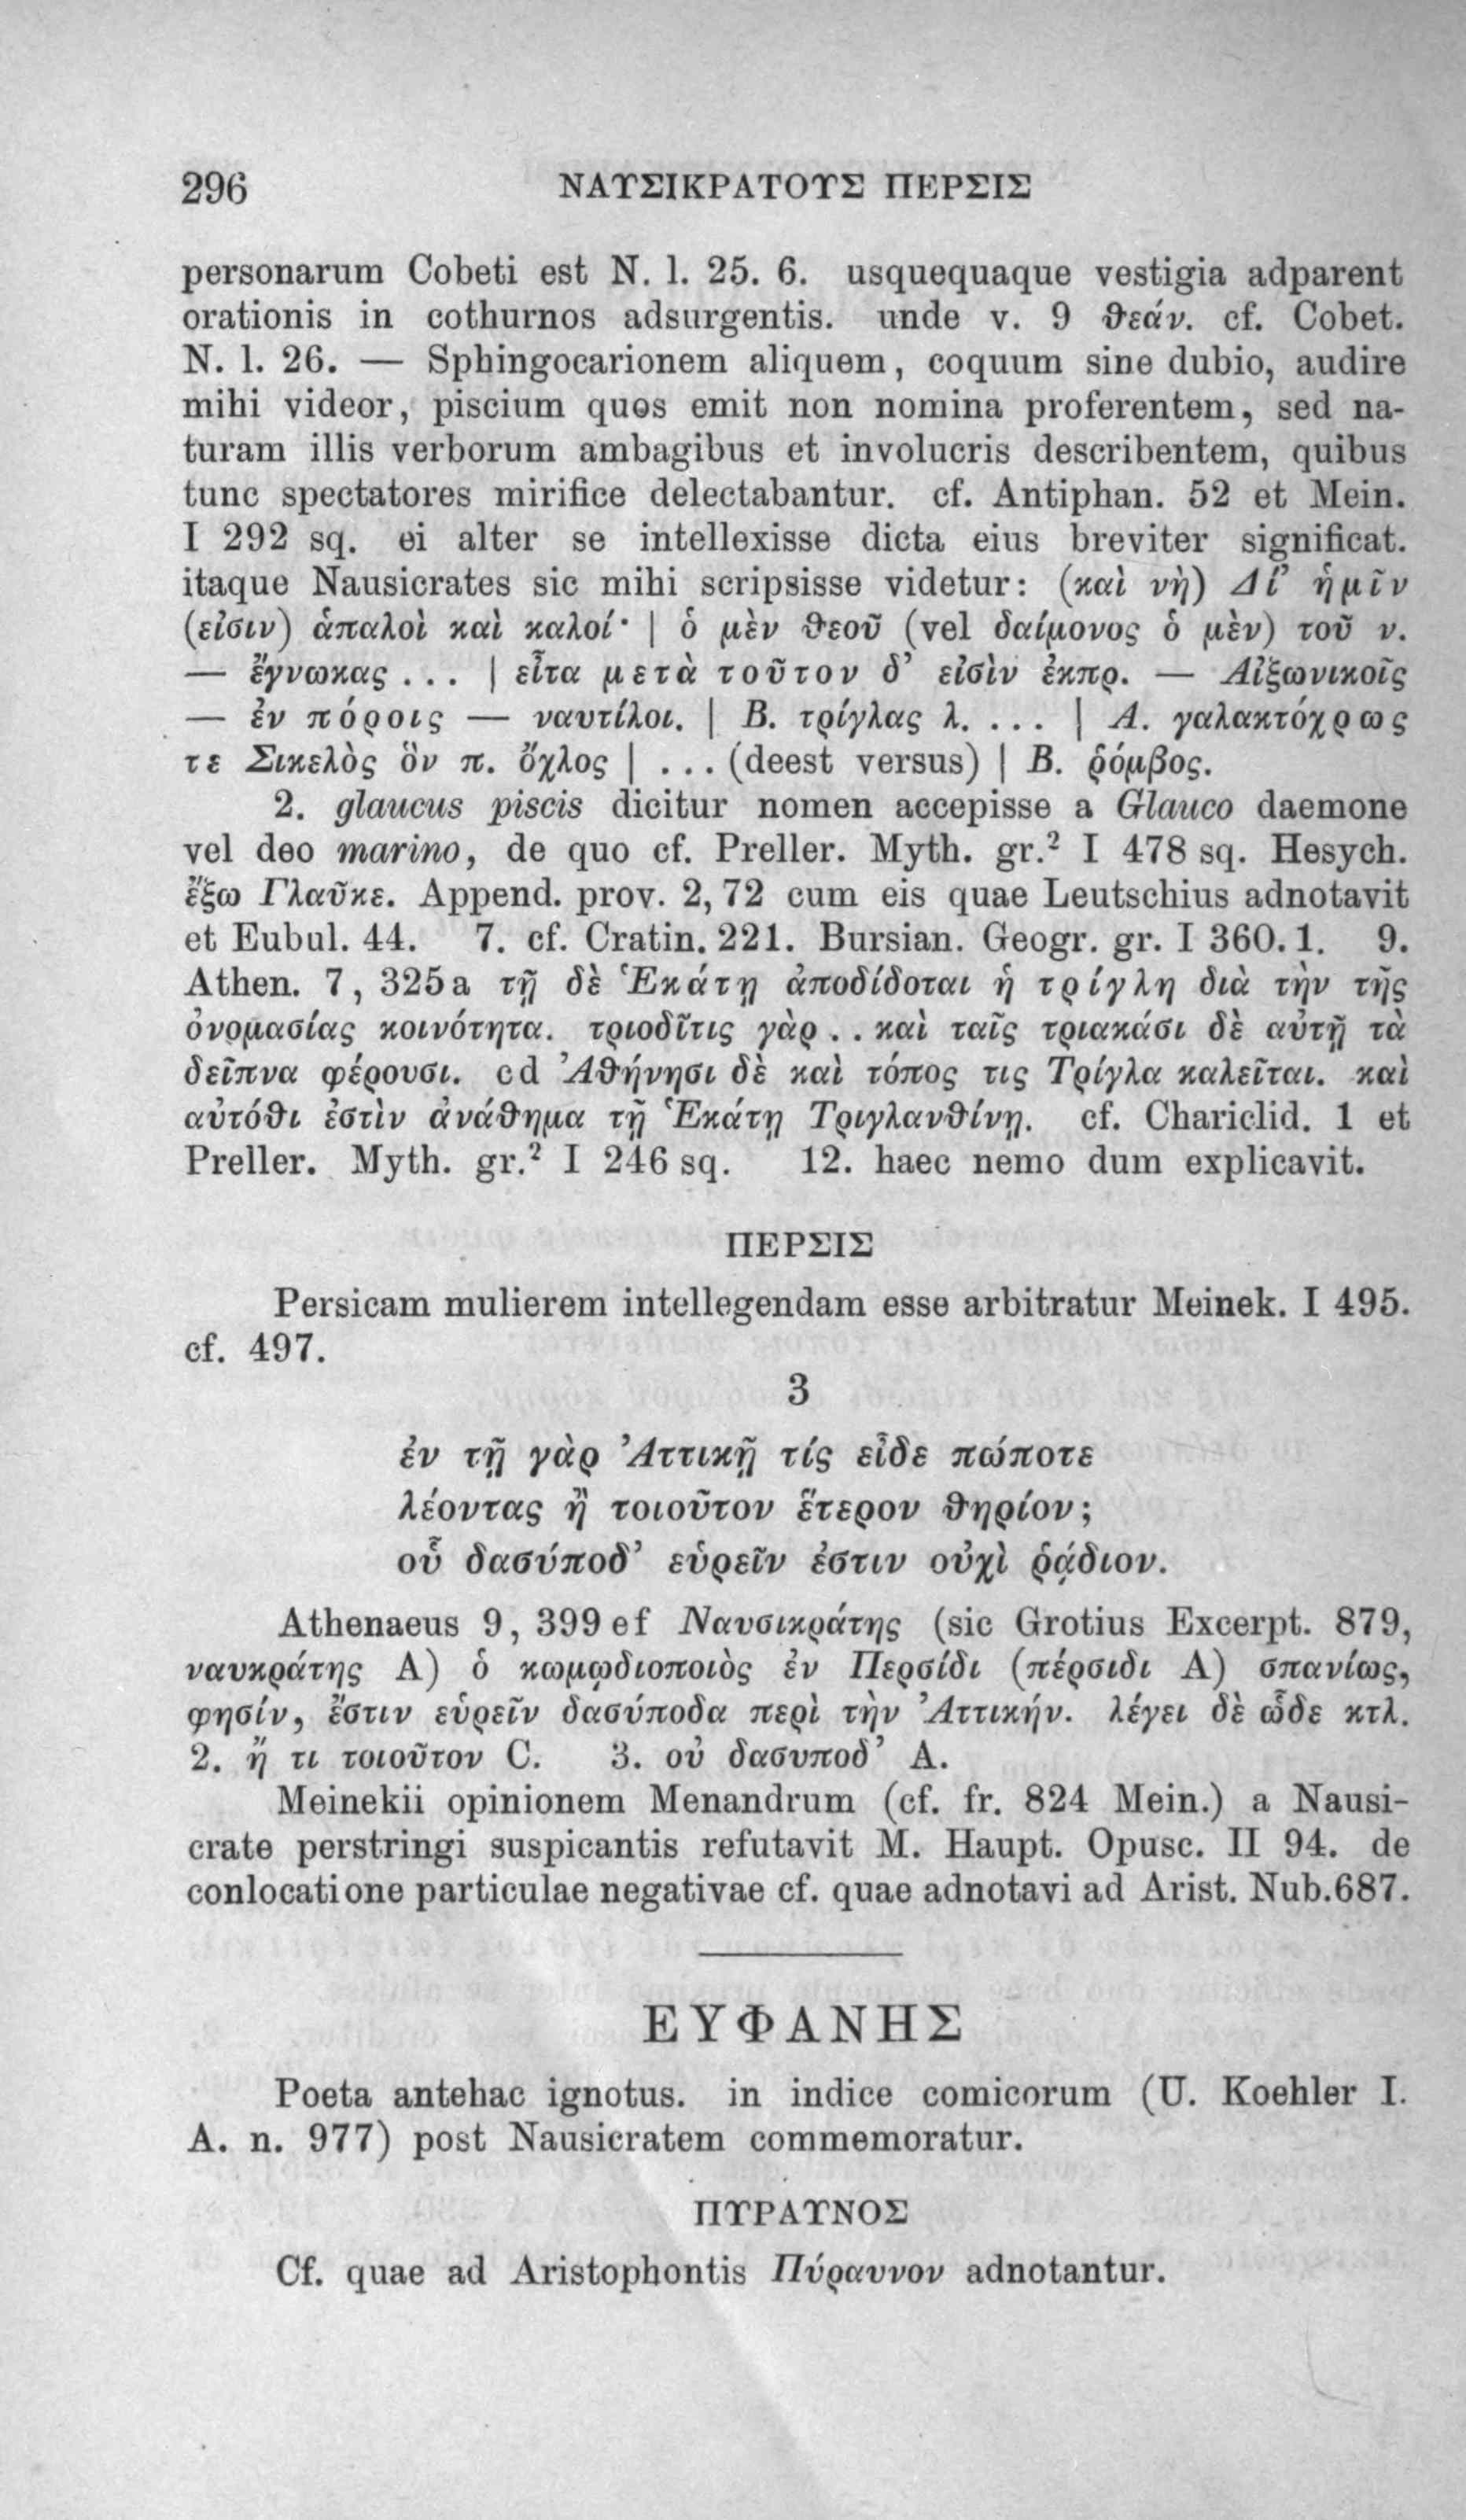 296 ΝΑΥΣΙΚΡΑΤΟΥΣ ΠΕΡΣΙΣ
personarum Cobeti est N. l. 25. 6. usquequaque vestigia adparent
orationis in cothurnos adsurgentis. unde v. 9 θεάν. cf. Cobet.
N. l. 26. — Sphingocarionem aliquem, coquum sine dubio, audire
mihi videor, piscium quos emit non nomina proferentem, sed na-
turam illis verborum ambagibus et involucris describentem, quibus
tunc spectatores mirifice delectabantur. cf. Antiphan. 52 et Mein.
I 292 sq. ei alter se intellexisse dicta eius breviter significat.
itaque Nausicrates sic mihi scripsisse videtur: (καὶ νὴ) Δί’ ἡμῖν
(εἰσιν) ἁπαλοὶ καὶ καλοί· | ὁ μὲν θεοῦ (vel δαίμονος ὁ μὲν) τοῦ ν.
— ἔγνωκας ... | εἶτα μετὰ τοῦτον δ’ εἰσὶν ἐκπρ. — Αἰξωνικοῖς
— ἐν πόροις — ναυτίλοι. | B. τρίγλας λ. ... | A. γαλακτόχρως
τε Σικελὸς ὃν π. ὄχλος | ... (deest versus) | B. ῥόμβος.
2. glaucus piscis dicitur nomen accepisse a Glauco daemone
vel deo marino, de quo cf. Preller. Myth. gr.² I 478 sq. Hesych.
ἔξω Γλαῦκε. Append. prov. 2, 72 cum eis quae Leutschius adnotavit
et Eubul. 44. 7. cf. Cratin. 221. Bursian. Geogr. gr. I 360. 1. 9.
Athen. 7, 325a τῇ δὲ Ἑκάτῃ ἀποδίδοται ἡ τρίγλη διὰ τὴν τῆς
ὀνομασίας κοινότητα. τριοδῖτις γὰρ .. καὶ ταῖς τριακάσι δὲ αὐτῇ τὰ
δεῖπνα φέρουσι. cd Ἀθήνησι δὲ καὶ τόπος τις Τρίγλα καλεῖται. καὶ
αὐτόθι ἐστὶν ἀνάθημα τῇ Ἑκάτῃ Τριγλανθίνῃ. cf. Chariclid. 1 et
Preller. Myth. gr.² I 246 sq. 12. haec nemo dum explicavit.
ΠΕΡΣΙΣ
Persicam mulierem intellegendam esse arbitratur Meinek. I 495.
cf. 497.
3
ἐν τῇ γὰρ Ἀττικῇ τίς εἶδε πώποτε
λέοντας ἢ τοιοῦτον ἕτερον θηρίον;
οὗ δασύποδ’ εὑρεῖν ἐστιν οὐχὶ ῥᾴδιον.
Athenaeus 9, 399 ef Ναυσικράτης (sic Grotius Excerpt. 879,
ναυκράτης A) ὁ κωμῳδιοποιὸς ἐν Περσίδι (πέρσιδι A) σπανίως,
φησίν, ἔστιν εὑρεῖν δασύποδα περὶ τὴν Ἀττικήν. λέγει δὲ ὧδε κτλ.
2. ἤ τι τοιοῦτον C. 3. οὐ δασυποδ’ A.
Meinekii opinionem Menandrum (cf. fr. 824 Mein.) a Nausi-
crate perstringi suspicantis refutavit M. Haupt. Opusc. II 94. de
conlocatione particulae negativae cf. quae adnotavi ad Arist. Nub. 687.
ΕΥΦΑΝΗΣ
Poeta antehac ignotus. in indice comicorum (U. Koehler I.
A. n. 977) post Nausicratem commemoratur.
ΠΥΡΑΥΝΟΣ
Cf. quae ad Aristophontis Πύραυνον adnotantur.